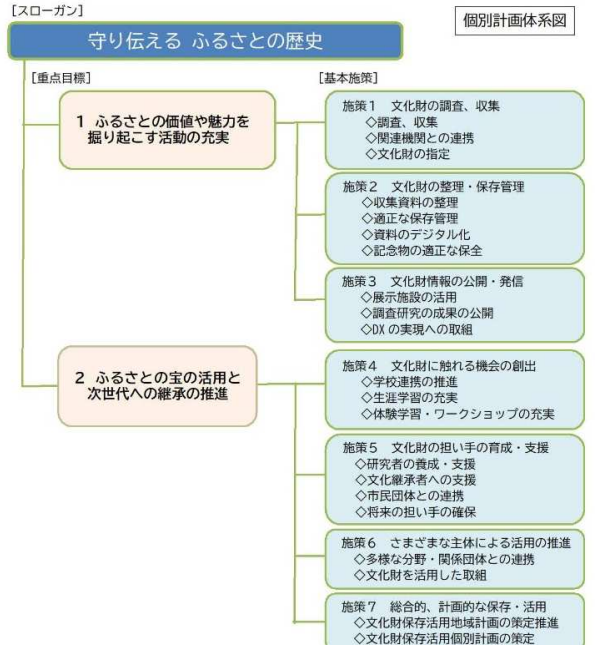 [スローガン]
個別計画体系図
守り伝える ふるさとの歴史
[重点目標]
[基本施策]
1 ふるさとの価値や魅力を
掘り起こす活動の充実
施策1 文化財の調査、収集
◇調査、収集
◇関連機関との連携
◇文化財の指定
施策2 文化財の整理・保存管理
◇収集資料の整理
◇適正な保存管理
◇資料のデジタル化
◇記念物の適正な保全
施策3 文化財情報の公開・発信
◇展示施設の活用
◇調査研究の成果の公開
◇DXの実現への取組
2 ふるさとの宝の活用と
次世代への継承の推進
施策4 文化財に触れる機会の創出
◇学校連携の推進
◇生涯学習の充実
◇体験学習・ワークショップの充実
施策5 文化財の担い手の育成・支援
◇研究者の養成・支援
◇文化継承者への支援
◇市民団体との連携
◇将来の担い手の確保
施策6 さまざまな主体による活用の推進
◇多様な分野・関係団体との連携
◇文化財を活用した取組
施策7 総合的、計画的な保存・活用
◇文化財保存活用地域計画の策定推進
◇文化財保存活用個別計画の策定